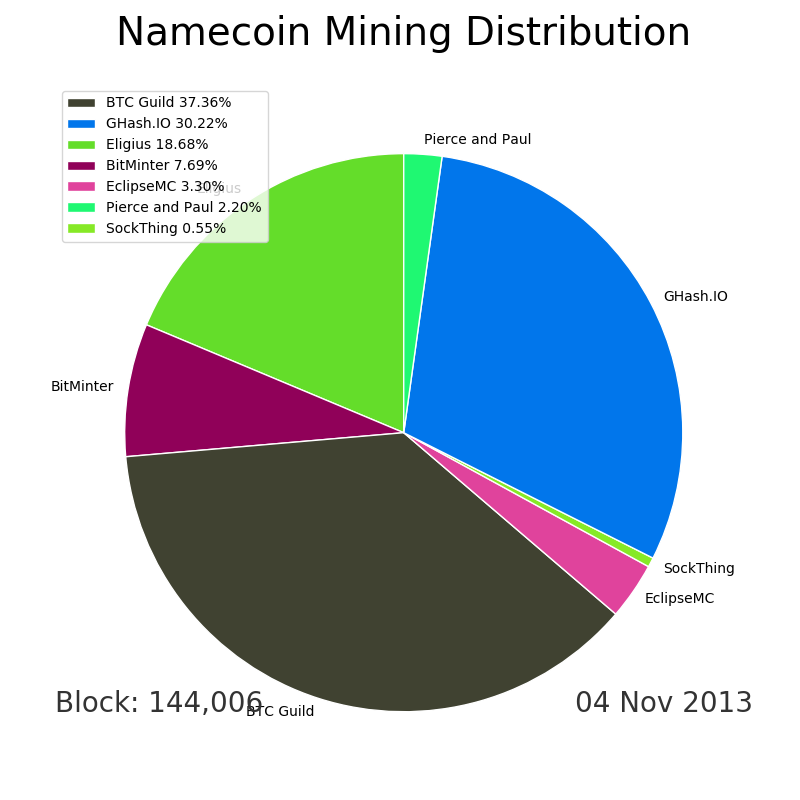 Namecoin Mining Distribution
BTC Guild 37.36%
GHash.IO 30.22%
Eligius 18.68%
BitMinter 7.69%
EclipseMC 3.30%
Pierce and Paul 2.20%
SockThing 0.55%
Pierce and Paul
Eligius
GHash.IO
BitMinter
SockThing
EclipseMC
Block: 144,006
BTC Guild
04 Nov 2013